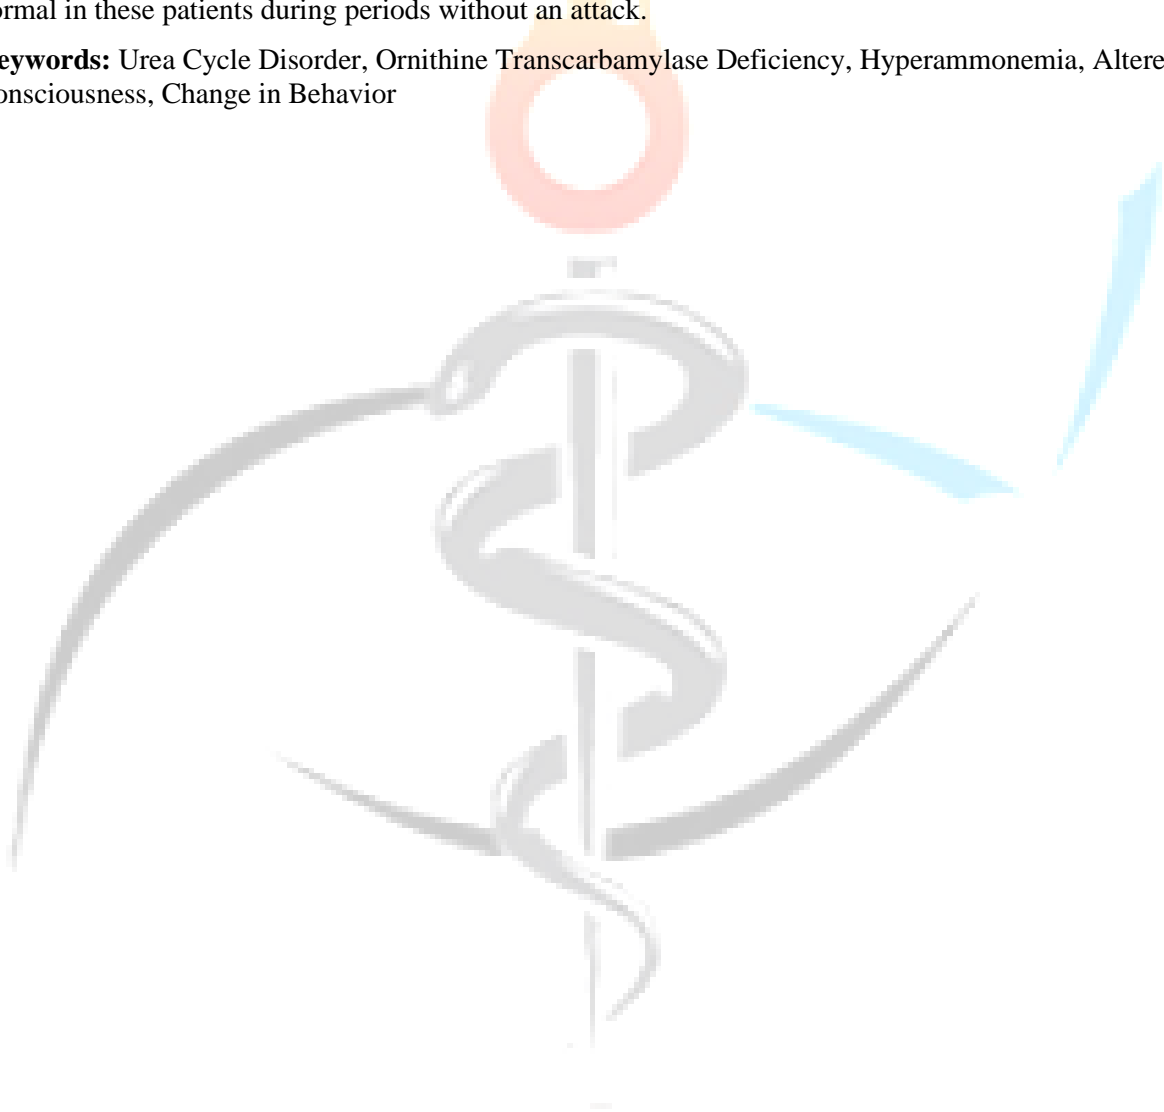 ormal in these patients during periods without an attack.
eywords: Urea Cycle Disorder, Ornithine Transcarbamylase Deficiency, Hyperammonemia, Altere
onsciousness, Change in Behavior